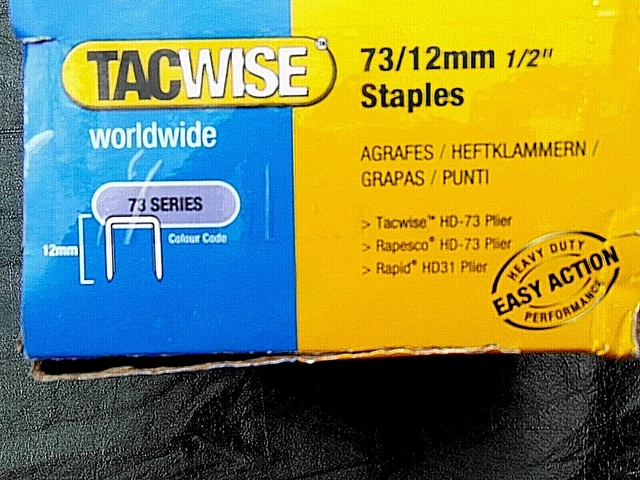 TACWISE™
worldwide
73 SERIES
Colour Code
12mm
73/12mm 1/2"
Staples
AGRAFES / HEFTKLAMMERN /
GRAPAS / PUNTI
> Tacwise™ HD-73 Plier
> Rapesco® HD-73 Plier
> Rapid® HD31 Plier
HEAVY DUTY
EASY ACTION
PERFORMANCE